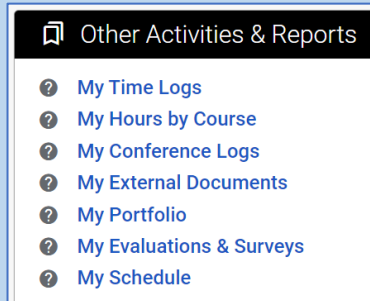 Other Activities & Reports
My Time Logs
My Hours by Course
My Conference Logs
My External Documents
My Portfolio
My Evaluations & Surveys
My Schedule